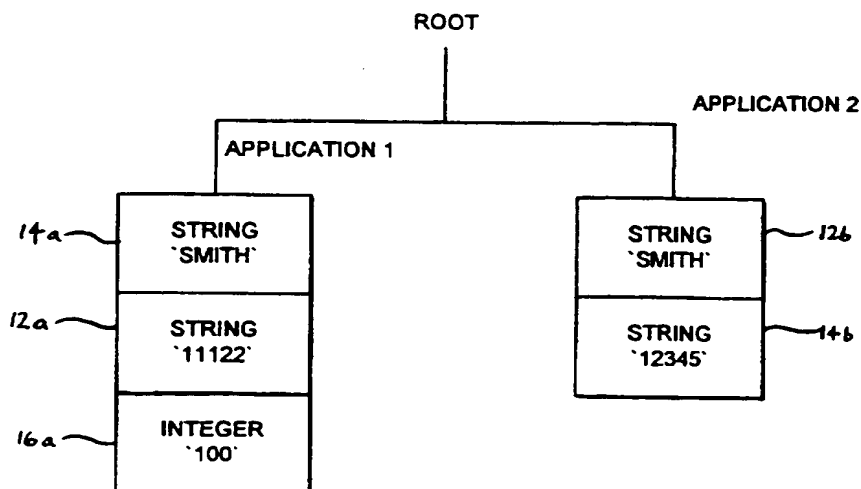 ROOT
APPLICATION 2
APPLICATION 1
14a
STRING
`SMITH`
12a
STRING
`11122`
16a
INTEGER
`100`
STRING
`SMITH`
12b
STRING
`12345`
14b